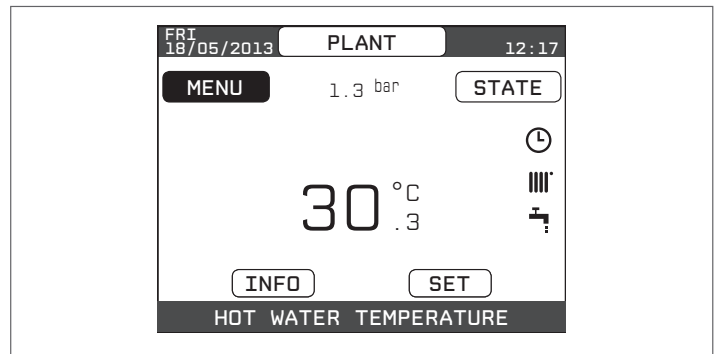 FRI
18/05/2013 PLANT 12:17
MENU 1.3 bar STATE
30 °C
.3
INFO SET
HOT WATER TEMPERATURE